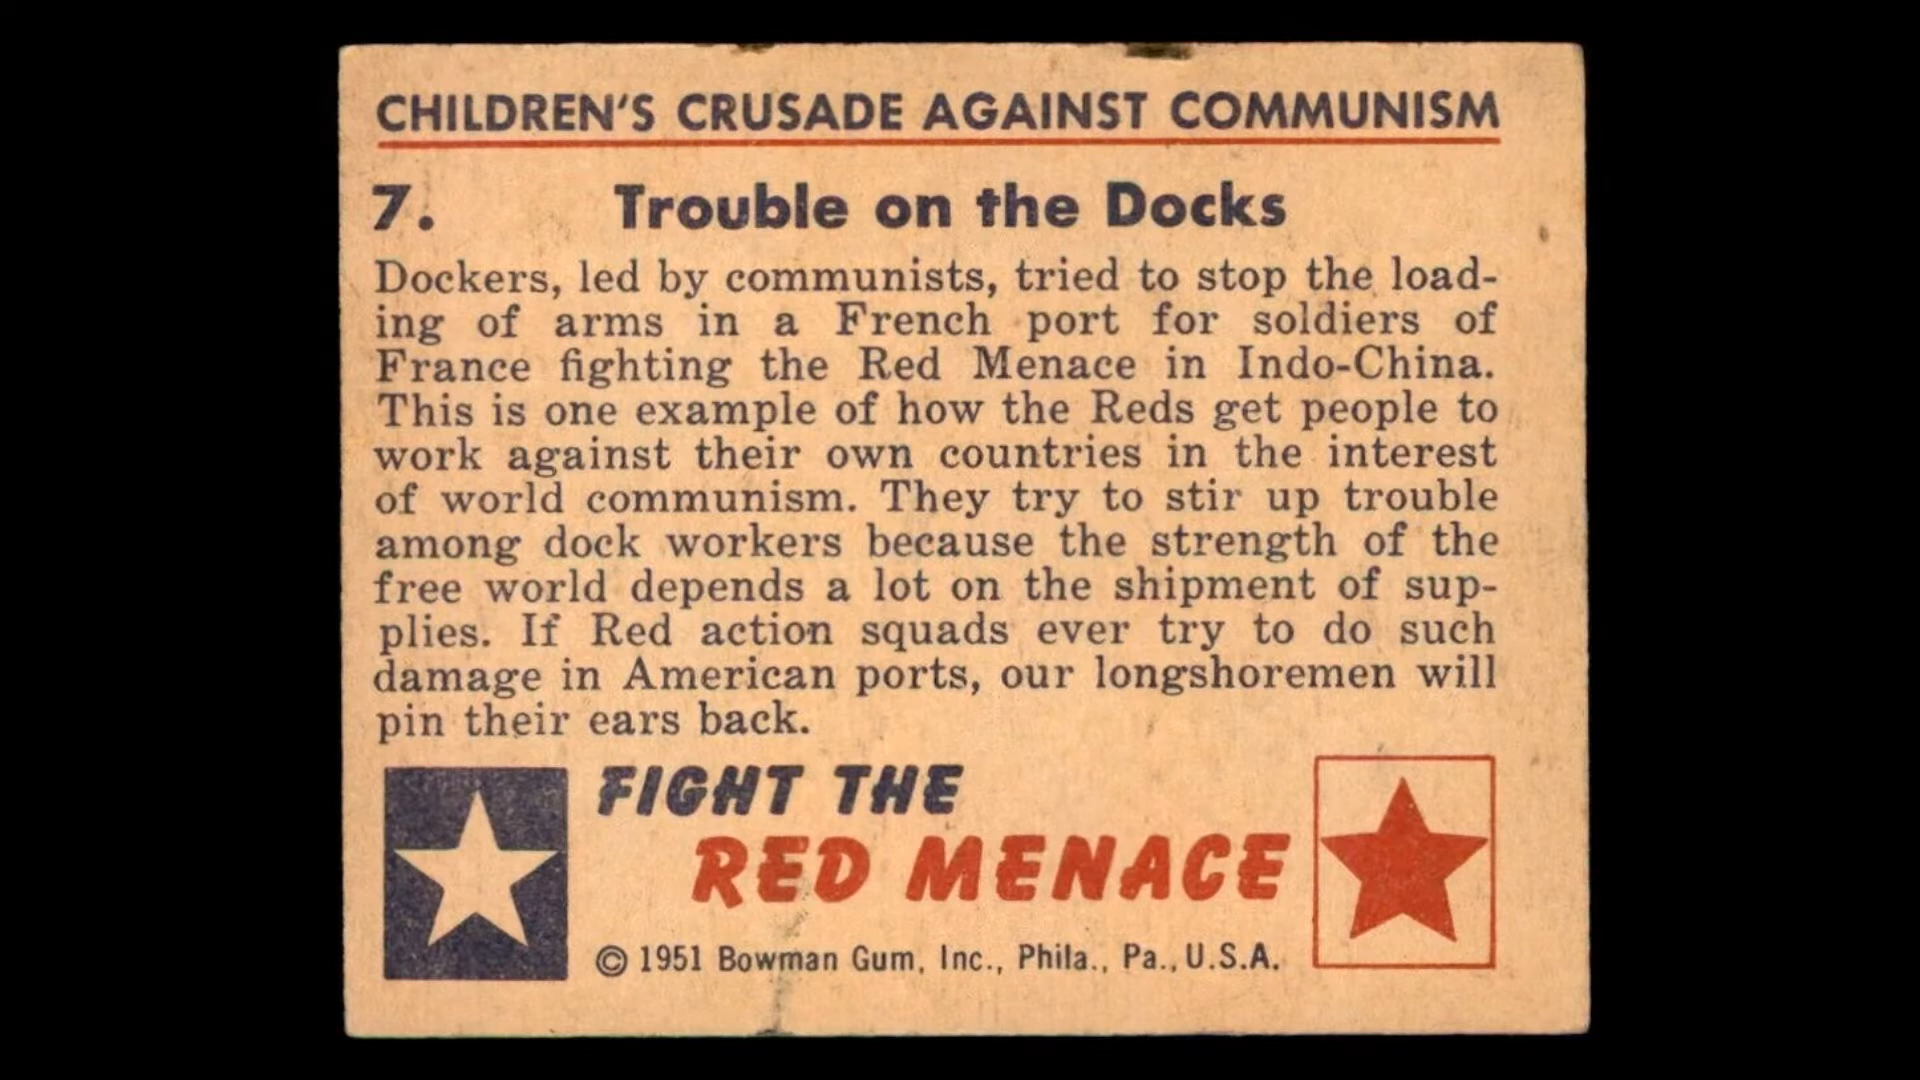 CHILDREN'S CRUSADE AGAINST COMMUNISM
7. Trouble on the Docks
Dockers, led by communists, tried to stop the load-
ing of arms in a French port for soldiers of
France fighting the Red Menace in Indo-China.
This is one example of how the Reds get people to
work against their own countries in the interest
of world communism. They try to stir up trouble
among dock workers because the strength of the
free world depends a lot on the shipment of sup-
plies. If Red action squads ever try to do such
damage in American ports, our longshoremen will
pin their ears back.
FIGHT THE
RED MENACE
© 1951 Bowman Gum, Inc., Phila., Pa., U.S.A.